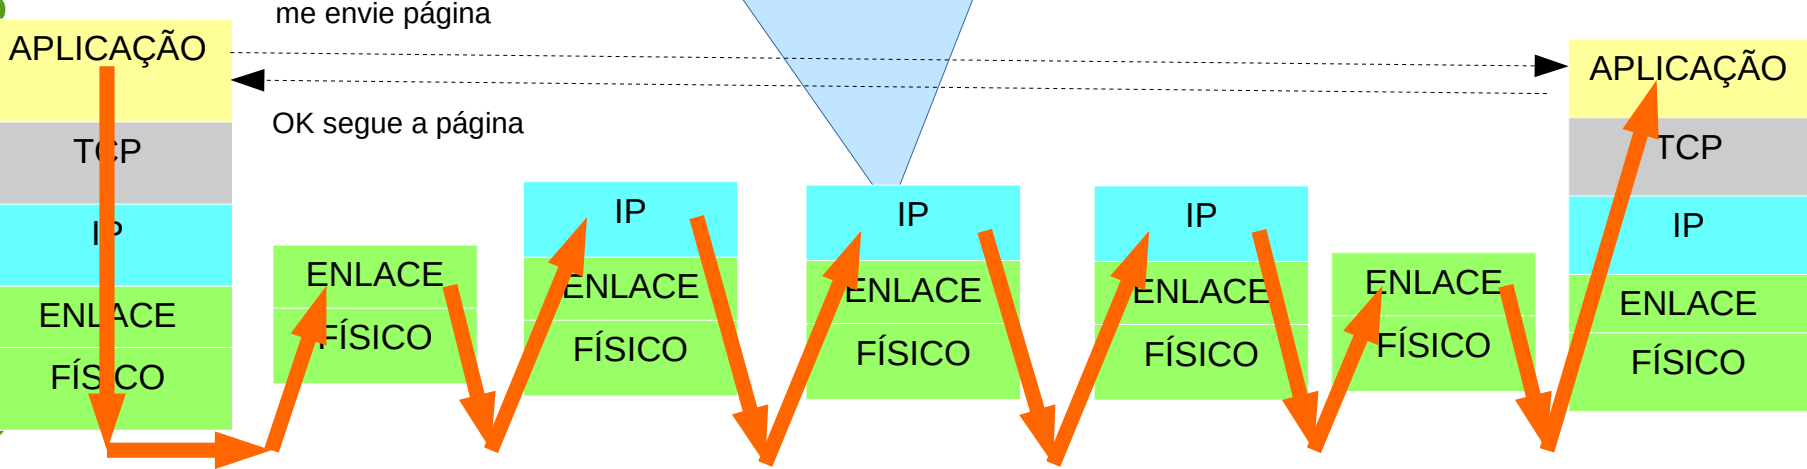 me envie página
APLICAÇÃO
TCP
IP
ENLACE
FÍSICO
OK segue a página
ENLACE
FÍSICO
IP
ENLACE
FÍSICO
IP
ENLACE
FÍSICO
IP
ENLACE
FÍSICO
ENLACE
FÍSICO
APLICAÇÃO
TCP
IP
ENLACE
FÍSICO